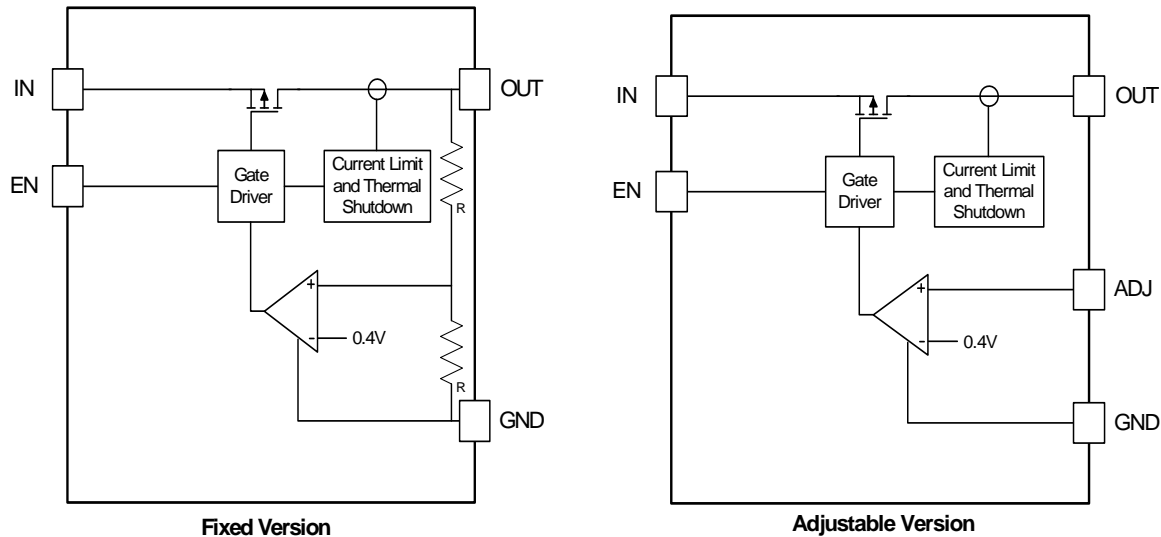 IN
OUT
EN
Gate
Driver
Current Limit
and Thermal
Shutdown
R
+
-
0.4V
R
GND
Fixed Version
IN
OUT
EN
Gate
Driver
Current Limit
and Thermal
Shutdown
ADJ
+
-
0.4V
GND
Adjustable Version